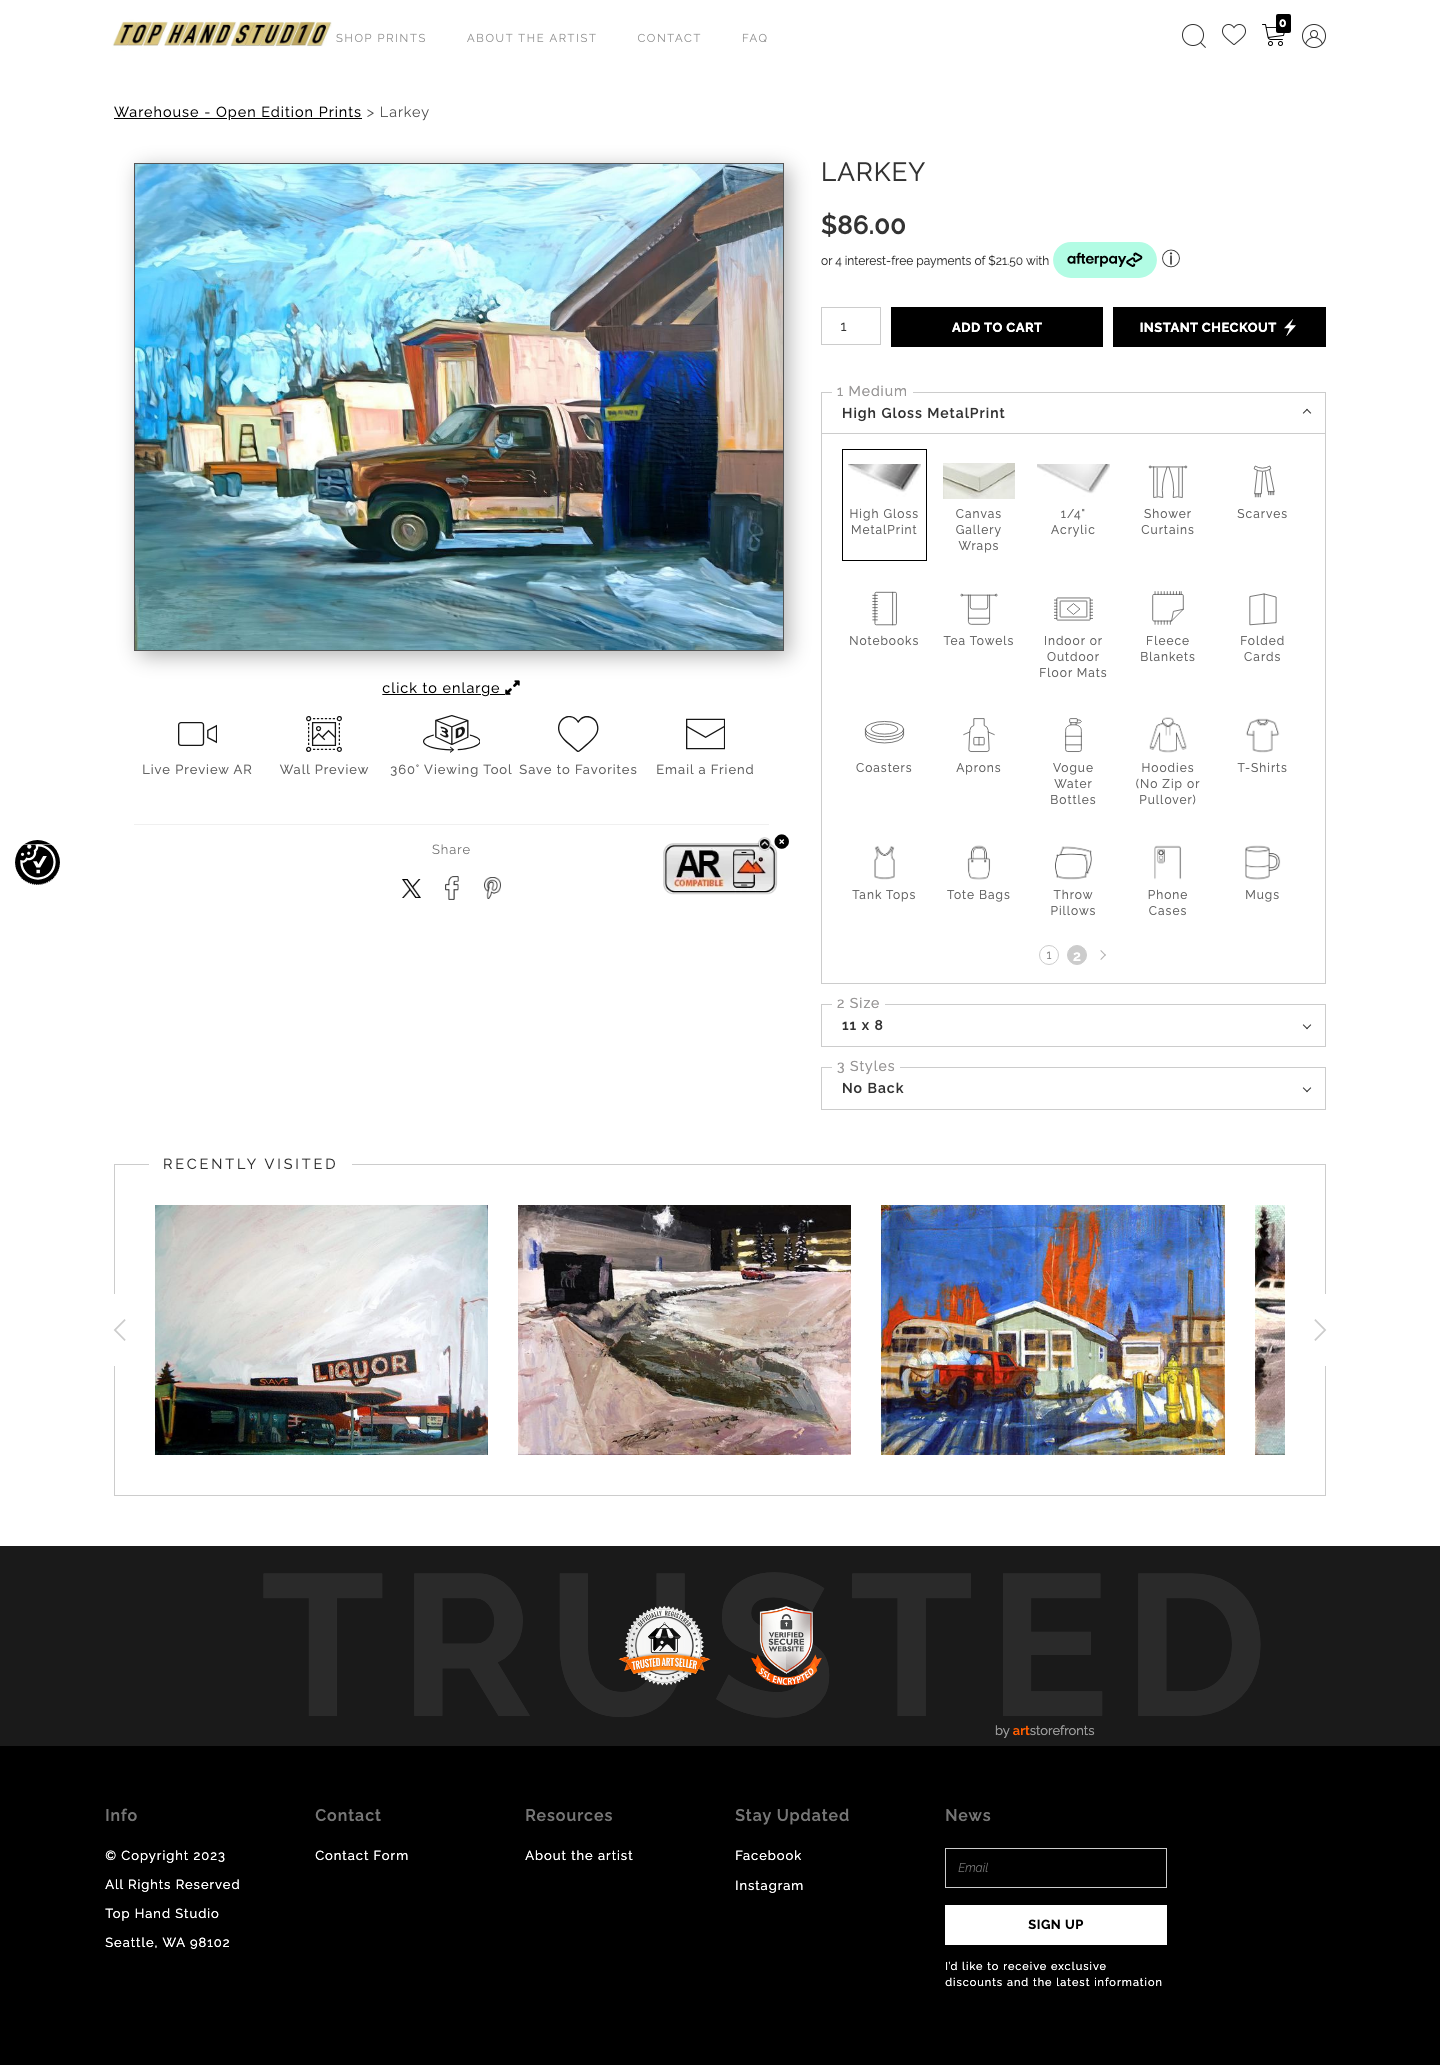 TOP HAND STUD10
SHOP PRINTS
ABOUT THE ARTIST
CONTACT
FAQ
0
Warehouse - Open Edition Prints > Larkey
LARKEY
$86.00
or 4 interest-free payments of $21.50 with afterpay
1
ADD TO CART
INSTANT CHECKOUT
1 Medium
High Gloss MetalPrint
High Gloss
MetalPrint
Canvas
Gallery
Wraps
1/4"
Acrylic
Shower
Curtains
Scarves
Notebooks
Tea Towels
Indoor or
Outdoor
Floor Mats
Fleece
Blankets
Folded
Cards
Coasters
Aprons
Vogue
Water
Bottles
Hoodies
(No Zip or
Pullover)
T-Shirts
Tank Tops
Tote Bags
Throw
Pillows
Phone
Cases
Mugs
1
2
2 Size
11 x 8
3 Styles
No Back
click to enlarge
Live Preview AR
Wall Preview
3D
360° Viewing Tool
Save to Favorites
Email a Friend
Share
AR
COMPATIBLE
RECENTLY VISITED
SAVE
LIQUOR
TRUSTED
OFFICIALLY REGISTERED
TRUSTED ART SELLER
VERIFIED
SECURE
WEBSITE
SSL ENCRYPTED
by artstorefronts
Info
© Copyright 2023
All Rights Reserved
Top Hand Studio
Seattle, WA 98102
Contact
Contact Form
Resources
About the artist
Stay Updated
Facebook
Instagram
News
Email
SIGN UP
I'd like to receive exclusive
discounts and the latest information